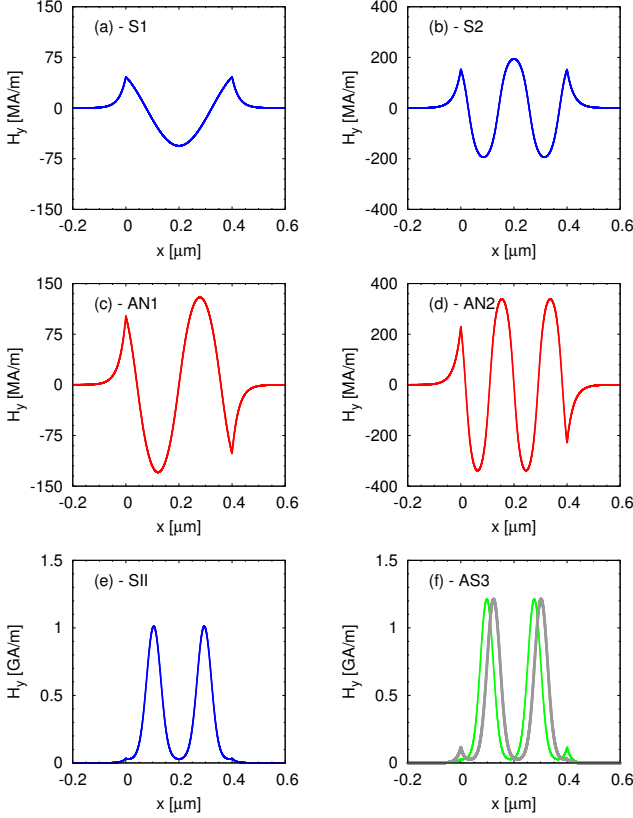 (a) - S1
150
75
0
-75
-150
H_y [MA/m]
-0.2 0 0.2 0.4 0.6
x [μm]
(b) - S2
400
200
0
-200
-400
H_y [MA/m]
-0.2 0 0.2 0.4 0.6
x [μm]
(c) - AN1
150
75
0
-75
-150
H_y [MA/m]
-0.2 0 0.2 0.4 0.6
x [μm]
(d) - AN2
400
200
0
-200
-400
H_y [MA/m]
-0.2 0 0.2 0.4 0.6
x [μm]
(e) - SII
1.5
1
0.5
0
H_y [GA/m]
-0.2 0 0.2 0.4 0.6
x [μm]
(f) - AS3
1.5
1
0.5
0
H_y [GA/m]
-0.2 0 0.2 0.4 0.6
x [μm]